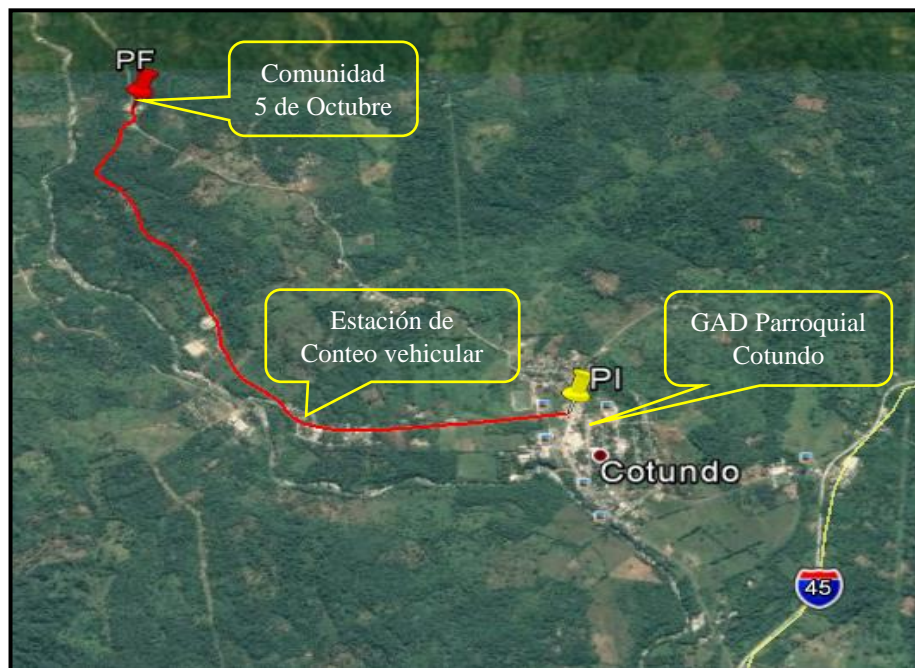 PF
Comunidad
5 de Octubre
Estación de
Conteo vehicular
GAD Parroquial
Cotundo
PI
Cotundo
45